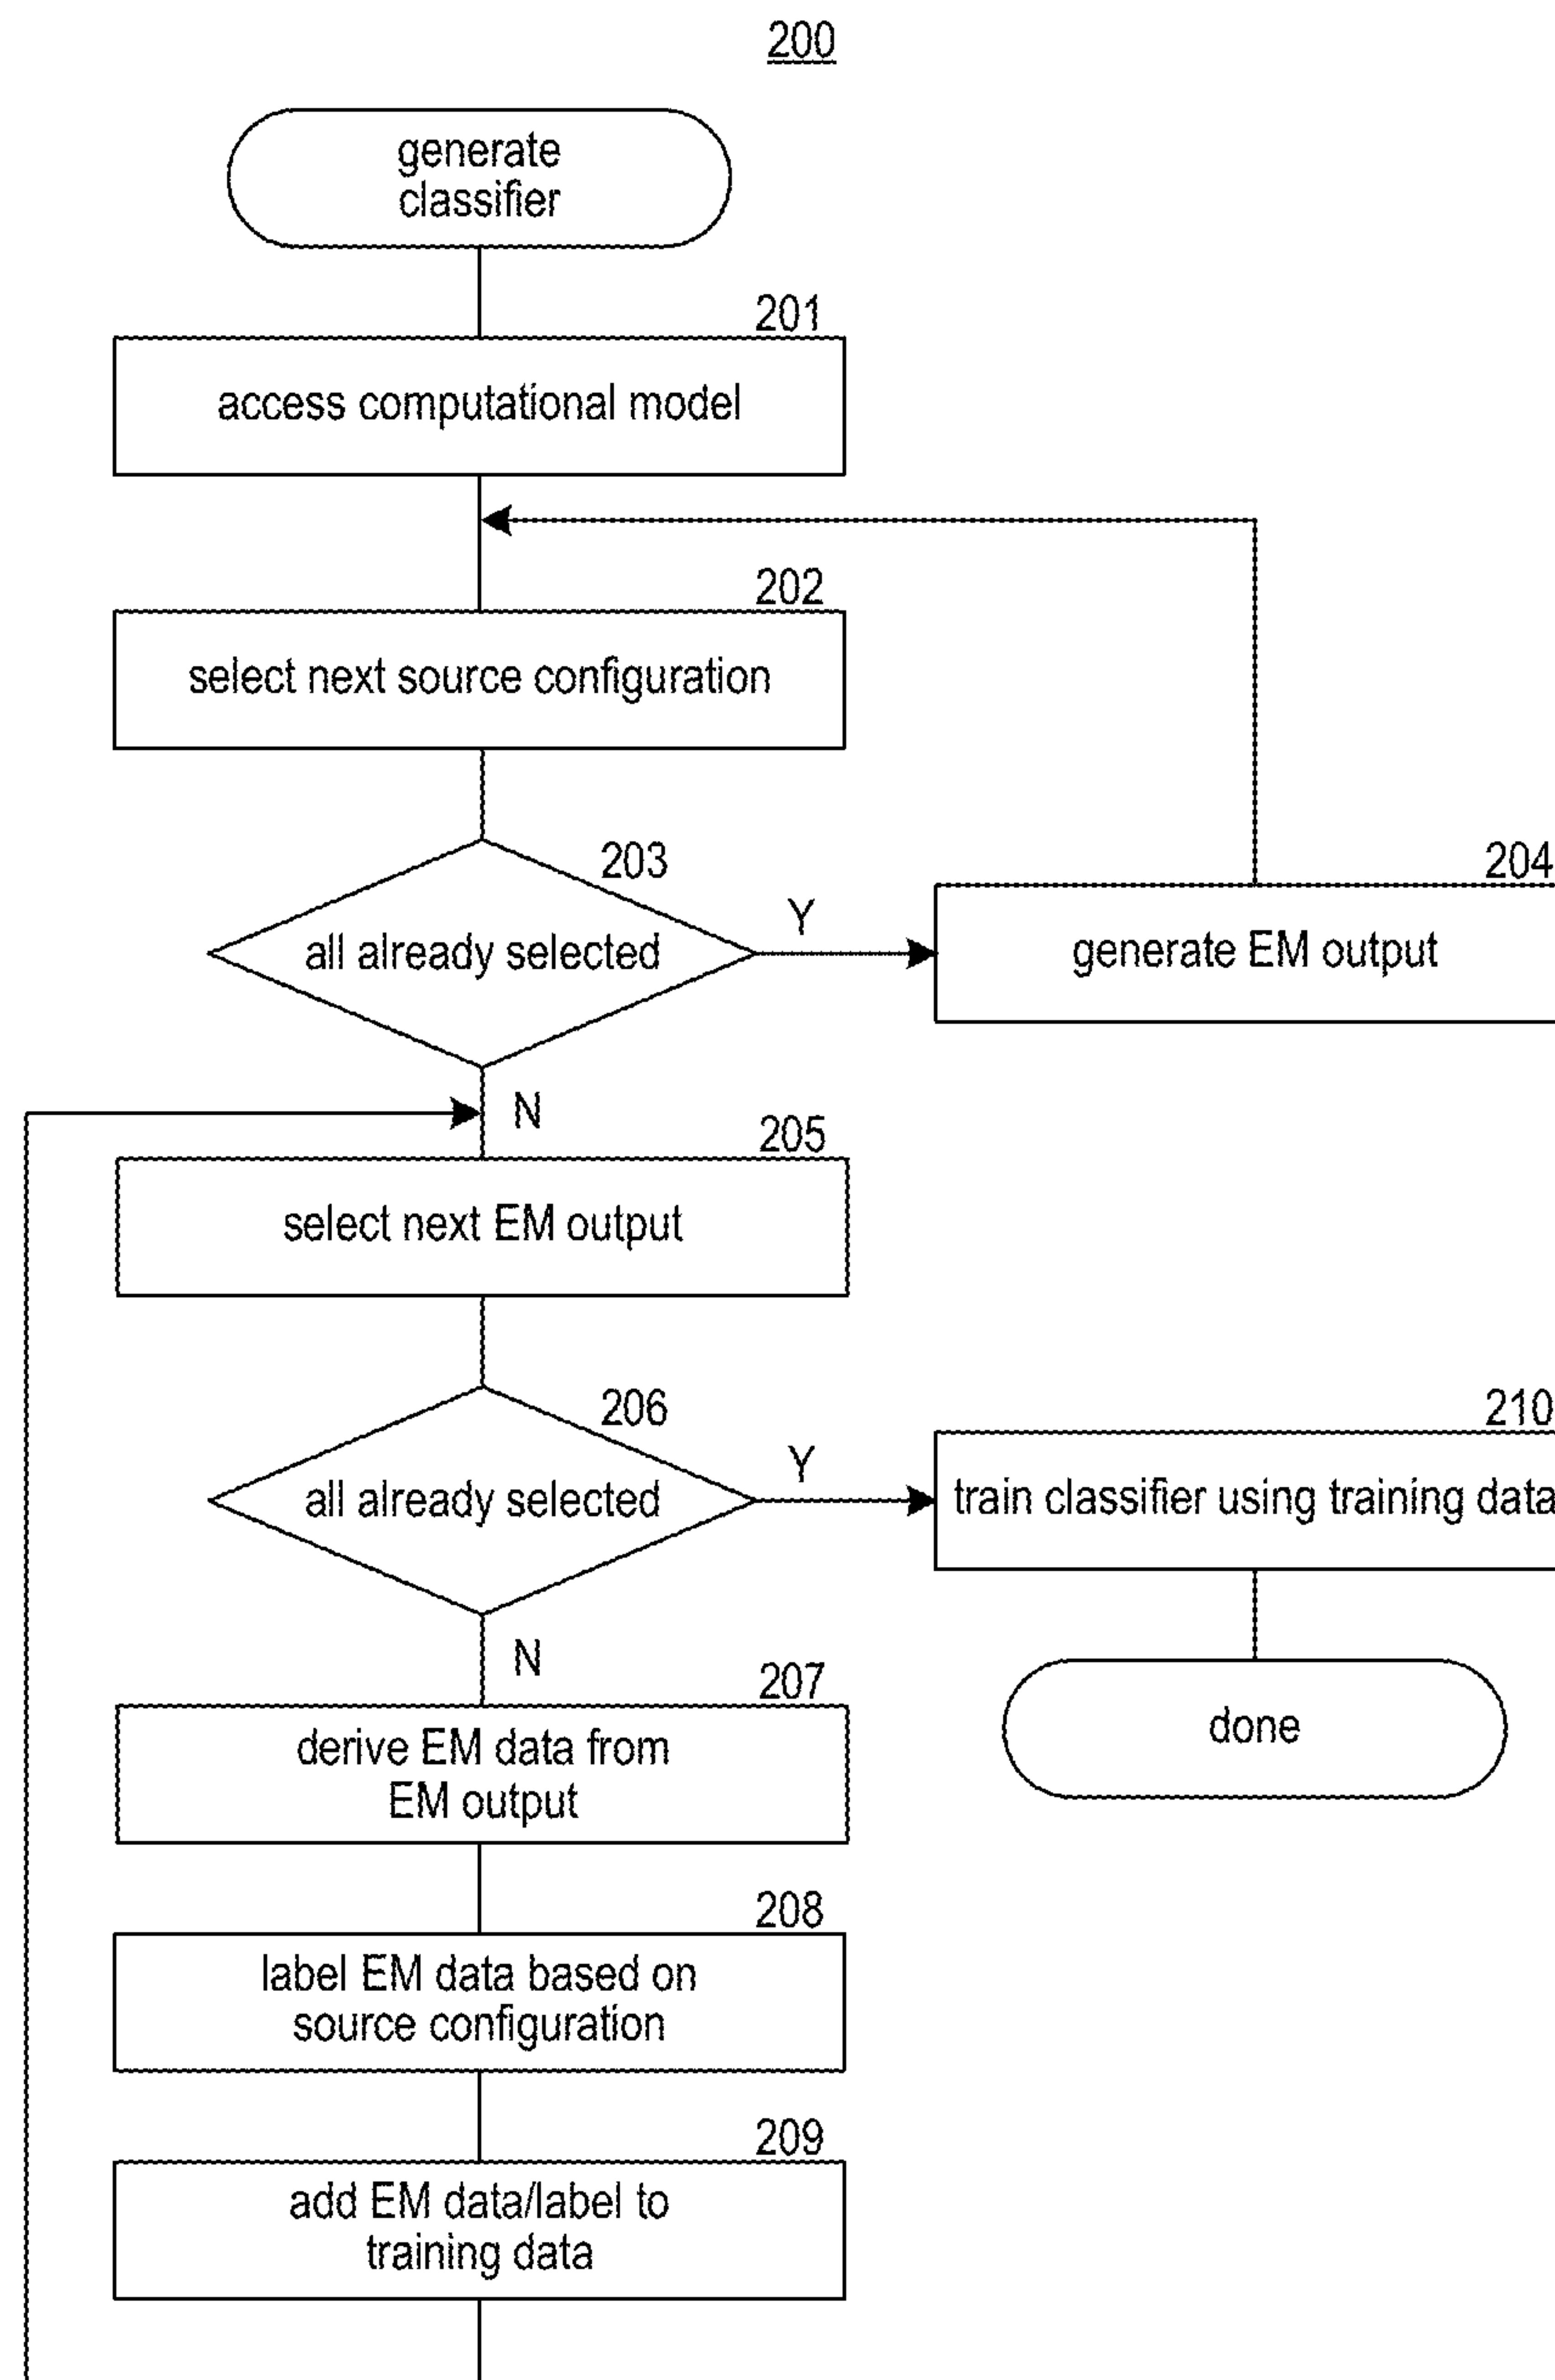 200
generate
classifier
201
access computational model
202
select next source configuration
203
all already selected
Y
204
generate EM output
N
205
select next EM output
206
all already selected
Y
210
train classifier using training data
N
207
derive EM data from
EM output
done
208
label EM data based on
source configuration
209
add EM data/label to
training data